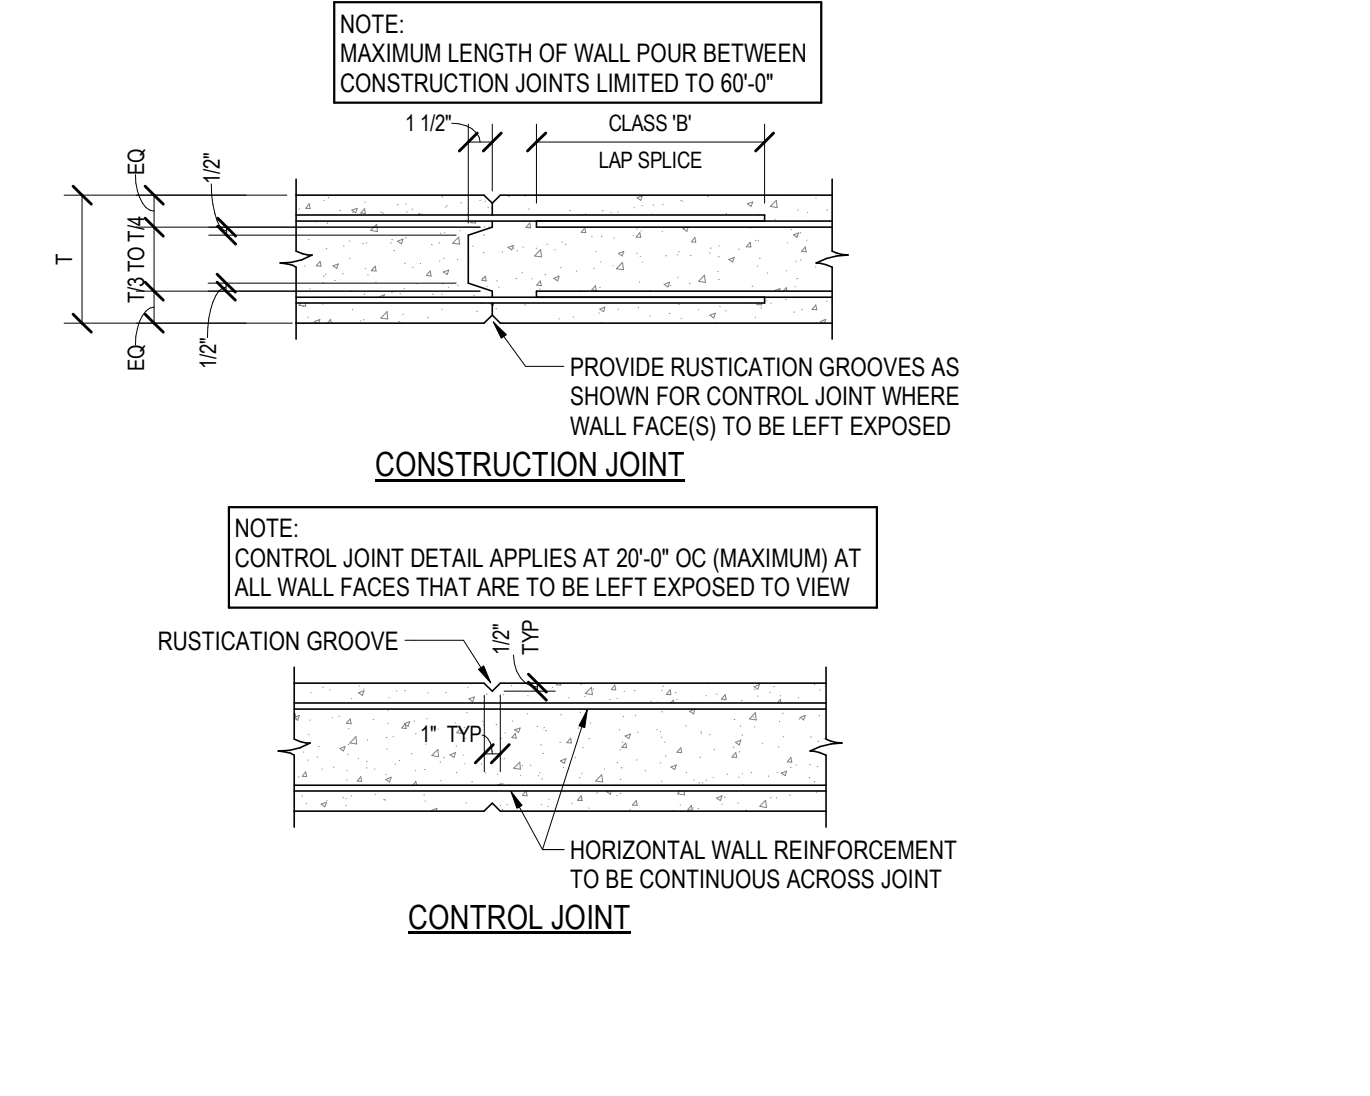 NOTE:
MAXIMUM LENGTH OF WALL POUR BETWEEN
CONSTRUCTION JOINTS LIMITED TO 60'-0"
1 1/2"
CLASS 'B'
LAP SPLICE
EQ
1/2"
T
T/3 TO T/4
EQ
1/2"
PROVIDE RUSTICATION GROOVES AS
SHOWN FOR CONTROL JOINT WHERE
WALL FACE(S) TO BE LEFT EXPOSED
CONSTRUCTION JOINT
NOTE:
CONTROL JOINT DETAIL APPLIES AT 20'-0" OC (MAXIMUM) AT
ALL WALL FACES THAT ARE TO BE LEFT EXPOSED TO VIEW
RUSTICATION GROOVE
1/2"
TYP
1" TYP
HORIZONTAL WALL REINFORCEMENT
TO BE CONTINUOUS ACROSS JOINT
CONTROL JOINT